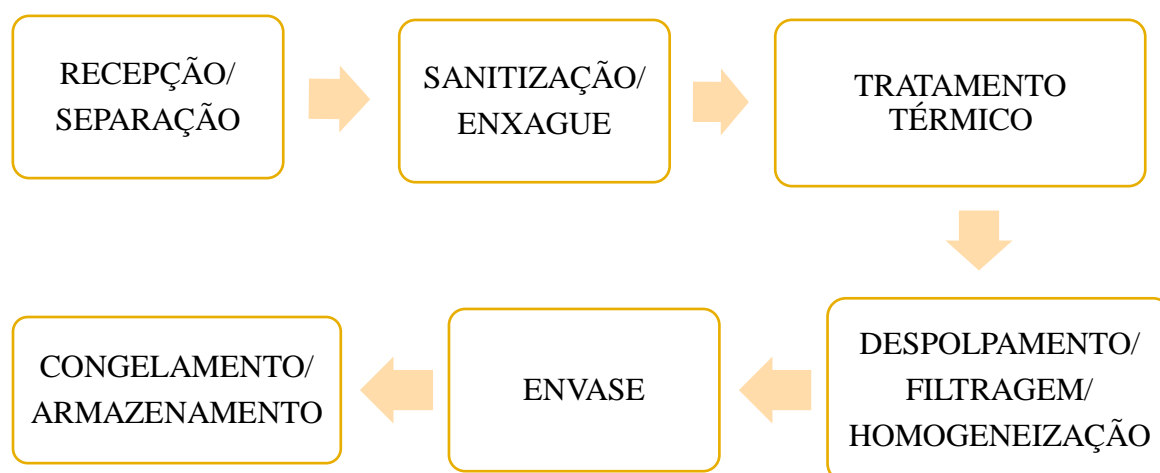 RECEPÇÃO/
SEPARAÇÃO
SANITIZAÇÃO/
ENXAGUE
TRATAMENTO
TÉRMICO
DESPOLPAMENTO/
FILTRAGEM/
HOMOGENEIZAÇÃO
ENVASE
CONGELAMENTO/
ARMAZENAMENTO